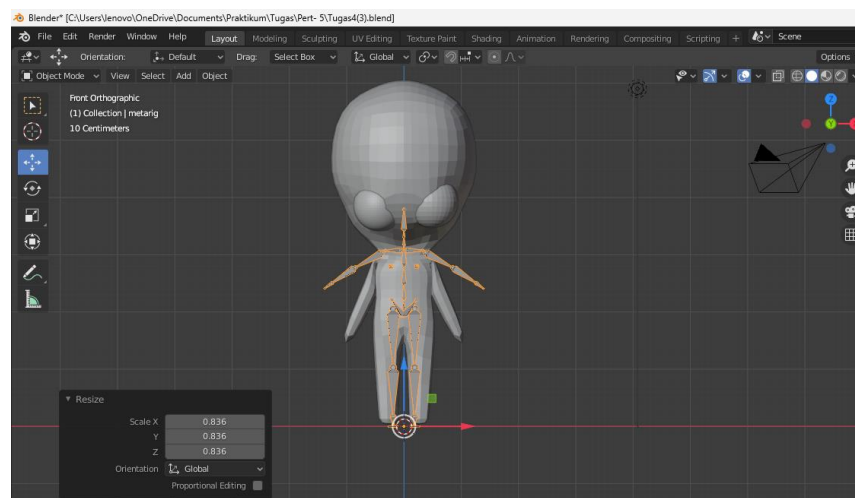 Blender* [C:\Users\lenovo\OneDrive\Documents\Praktikum\Tugas\Pert- 5\Tugas4(3).blend]
File Edit Render Window Help Layout Modeling Sculpting UV Editing Texture Paint Shading Animation Rendering Compositing Scripting + Scene
Orientation: Default Drag: Select Box Global Options
Object Mode View Select Add Object
Front Orthographic
(1) Collection | metarig
10 Centimeters
Z
Y
Resize
Scale X 0.836
Y 0.836
Z 0.836
Orientation Global
Proportional Editing